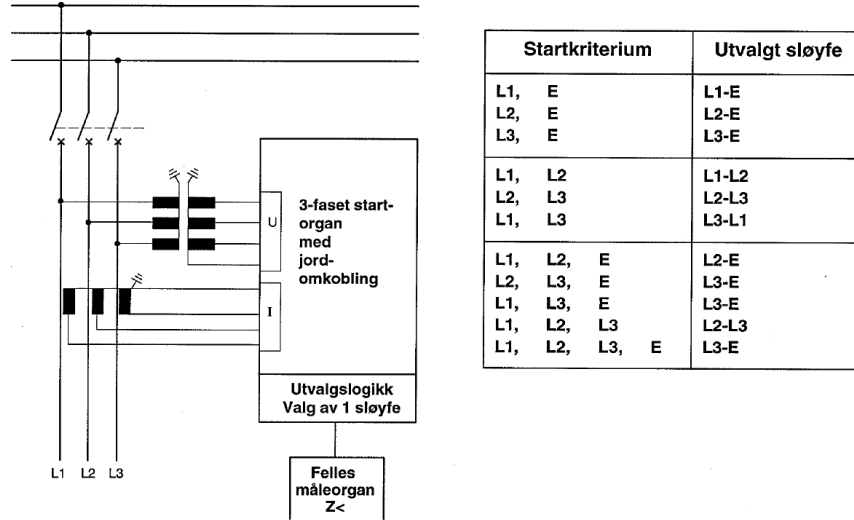 3-faset start-
organ
med
jord-
omkobling
U
I
Utvalgslogikk
Valg av 1 sløyfe
Felles
måleorgan
Z<
L1 L2 L3
Startkriterium Utvalgt sløyfe
L1, E L1-E
L2, E L2-E
L3, E L3-E
L1, L2 L1-L2
L2, L3 L2-L3
L1, L3 L3-L1
L1, L2, E L2-E
L2, L3, E L3-E
L1, L3, E L3-E
L1, L2, L3 L2-L3
L1, L2, L3, E L3-E